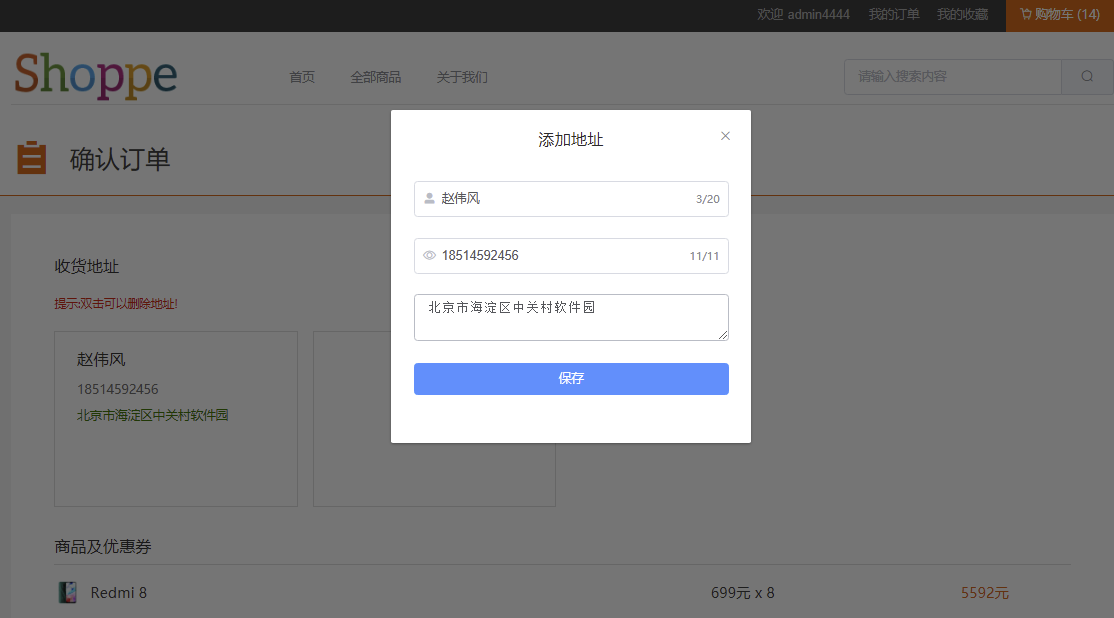 欢迎 admin4444 我的订单 我的收藏 购物车 (14)
Shoppe 首页 全部商品 关于我们 请输入搜索内容
确认订单
添加地址
赵伟风 3/20
18514592456 11/11
北京市海淀区中关村软件园
保存
收货地址
提示:双击可以删除地址!
赵伟风
18514592456
北京市海淀区中关村软件园
商品及优惠券
Redmi 8 699元 x 8 5592元